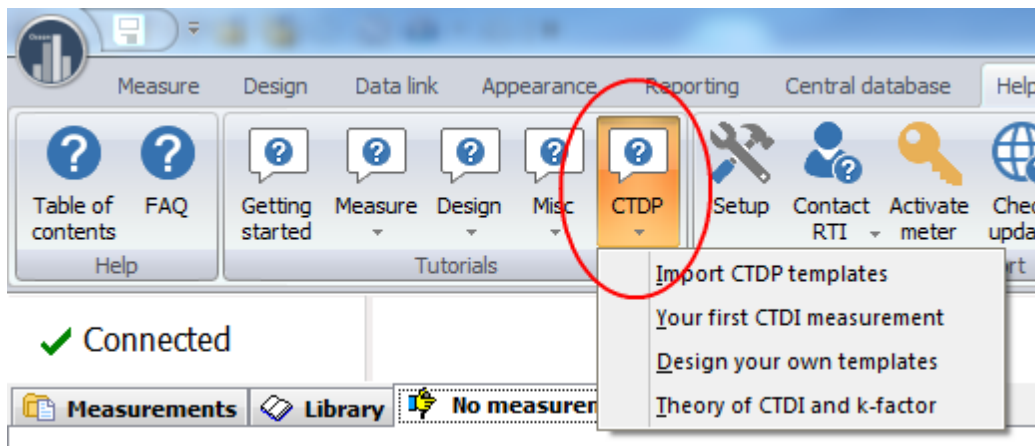 Ocean
Measure Design Data link Appearance Reporting Central database Help
Table of contents
FAQ
Getting started
Measure
Design
Misc
CTDP
Setup
Contact RTI
Activate meter
Help
Tutorials
Import CTDP templates
Your first CTDI measurement
Design your own templates
Theory of CTDI and k-factor
Connected
Measurements Library No measuren